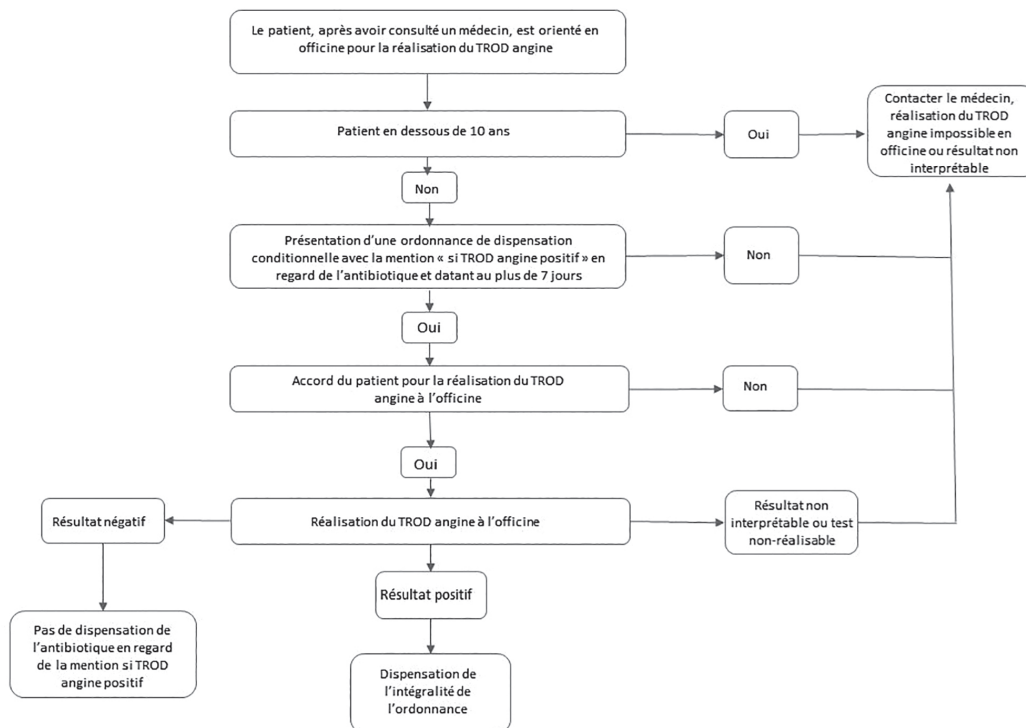 Le patient, après avoir consulté un médecin, est orienté en
officine pour la réalisation du TROD angine
Patient en dessous de 10 ans
Oui
Contacter le médecin,
réalisation du TROD
angine impossible en
officine ou résultat non
interprétable
Non
Présentation d’une ordonnance de dispensation
conditionnelle avec la mention « si TROD angine positif » en
regard de l’antibiotique et datant au plus de 7 jours
Non
Oui
Accord du patient pour la réalisation du TROD
angine à l’officine
Non
Oui
Résultat négatif
Réalisation du TROD angine à l’officine
Résultat non
interprétable ou test
non-réalisable
Résultat positif
Pas de dispensation de
l’antibiotique en regard
de la mention si TROD
angine positif
Dispensation de
l’intégralité de
l’ordonnance